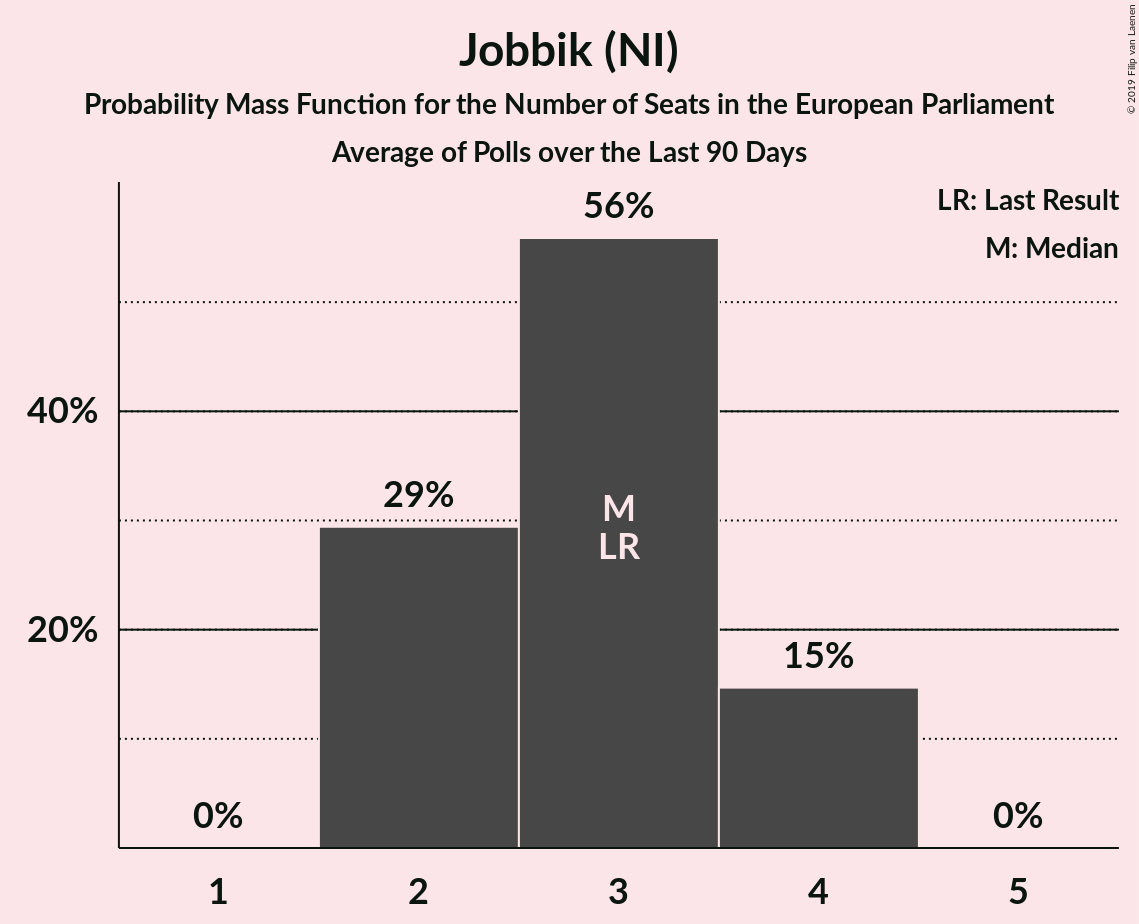 Jobbik (NI)
Probability Mass Function for the Number of Seats in the European Parliament
Average of Polls over the Last 90 Days
© 2019 Filip van Laenen
LR: Last Result
M: Median
56%
40%
29%
M
LR
20%
15%
0%
0%
1
2
3
4
5